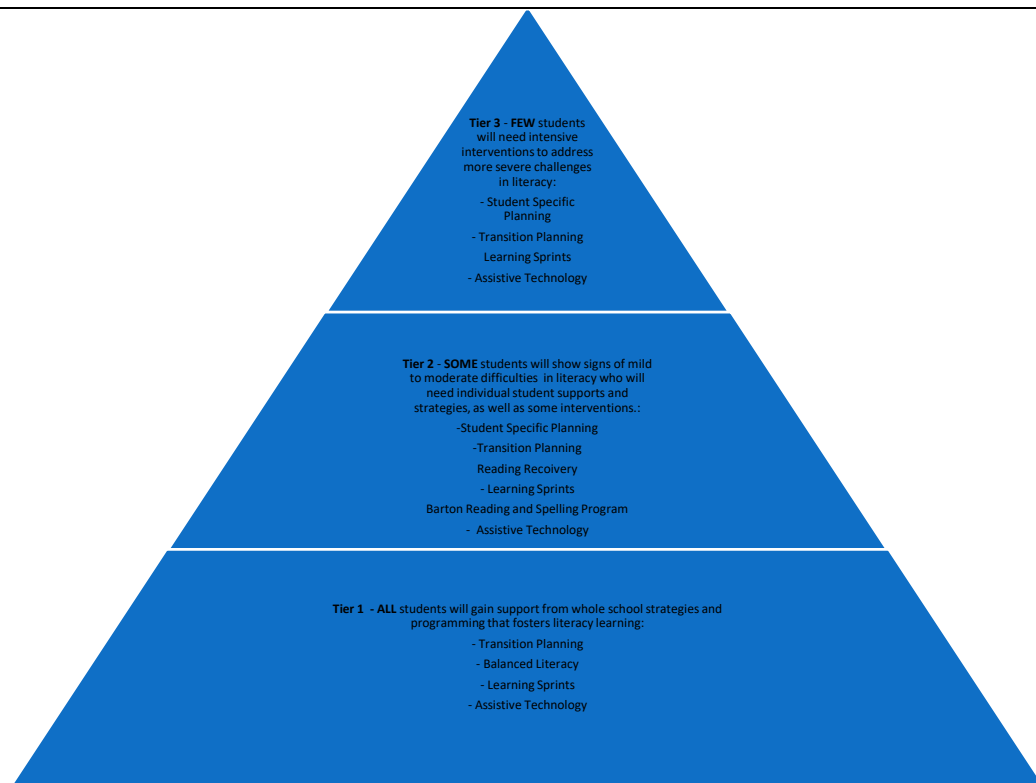 Tier 3 - FEW students
will need intensive
interventions to address
more severe challenges
in literacy:
- Student Specific
Planning
- Transition Planning
Learning Sprints
- Assistive Technology
Tier 2 - SOME students will show signs of mild
to moderate difficulties in literacy who will
need individual student supports and
strategies, as well as some interventions.:
-Student Specific Planning
-Transition Planning
Reading Recoivery
- Learning Sprints
Barton Reading and Spelling Program
- Assistive Technology
Tier 1 - ALL students will gain support from whole school strategies and
programming that fosters literacy learning:
- Transition Planning
- Balanced Literacy
- Learning Sprints
- Assistive Technology